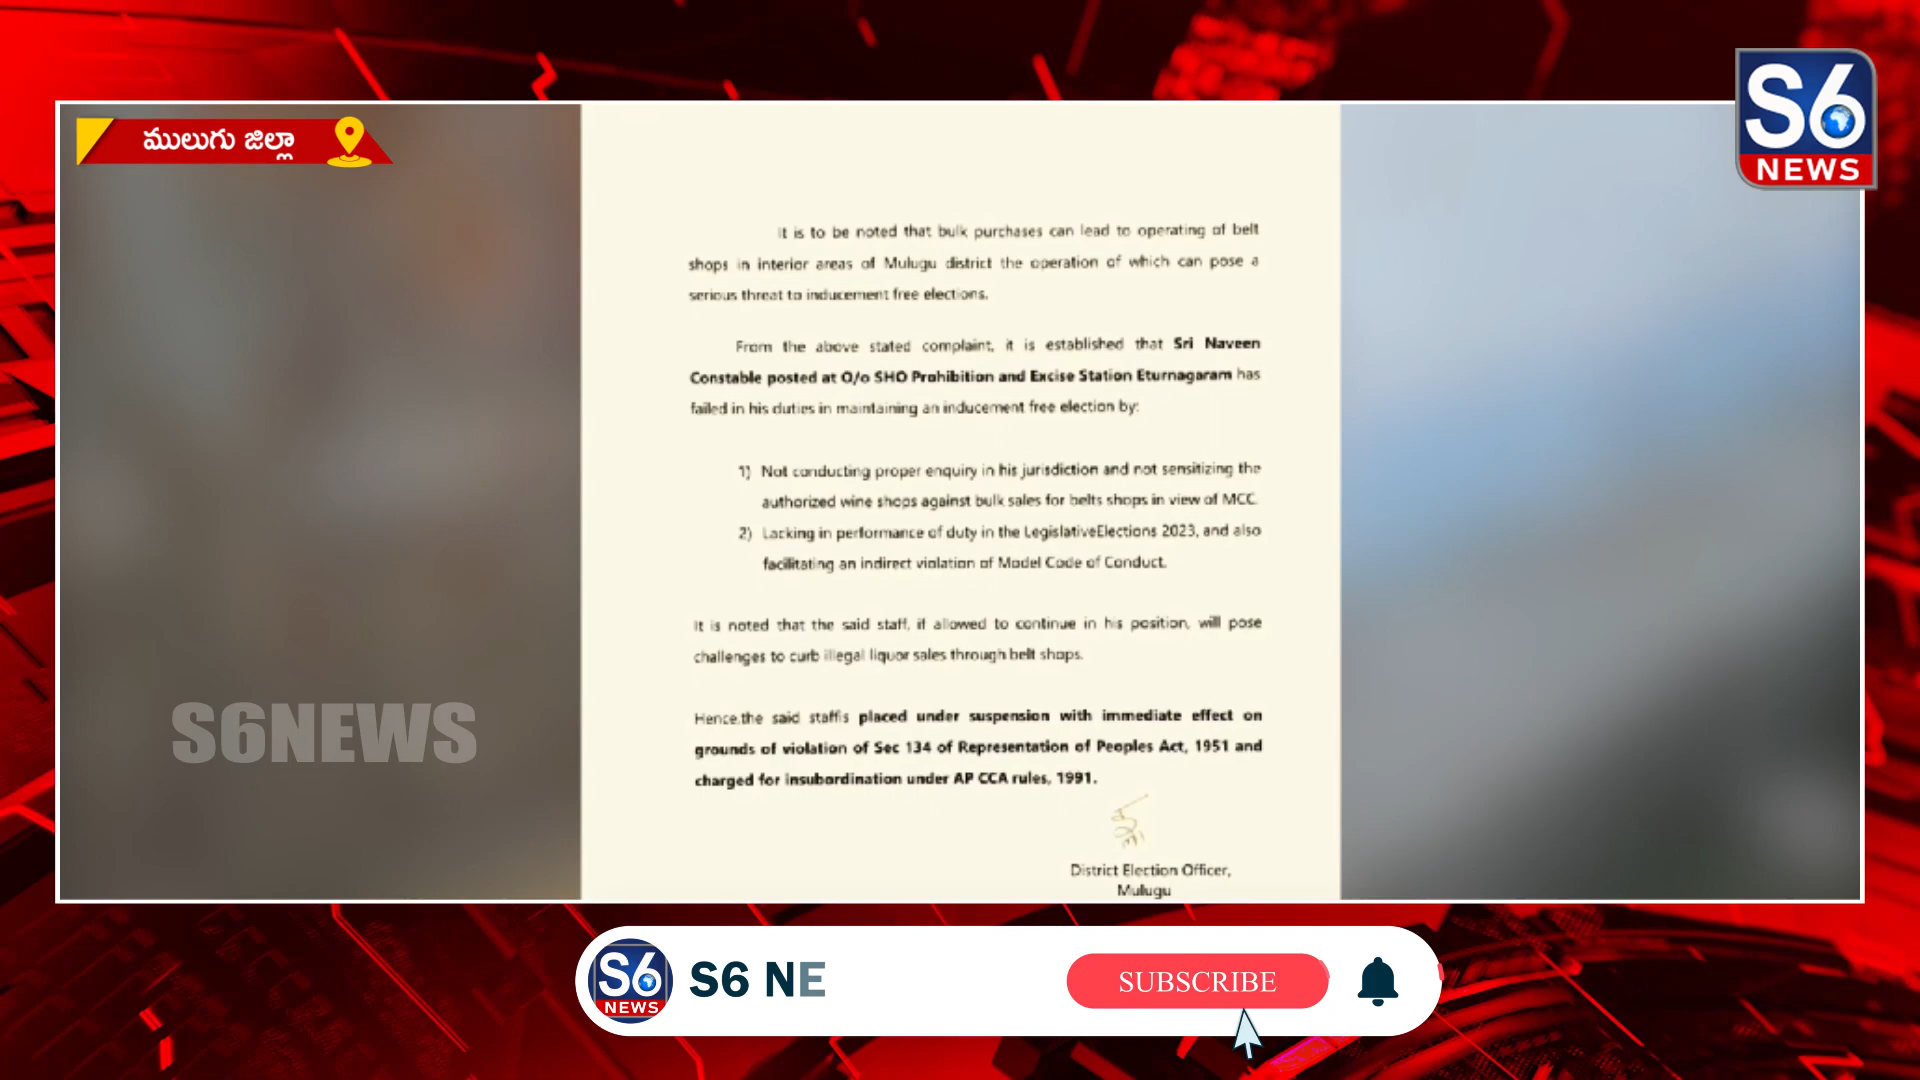 ములుగు జిల్లా
S6
NEWS
It is to be noted that bulk purchases can lead to operating of belt
shops in interior areas of Mulugu district the operation of which can pose a
serious threat to inducement free elections.
From the above stated complaint, it is established that Sri Naveen
Constable posted at O/o SHO Prohibition and Excise Station Eturnagaram has
failed in his duties in maintaining an inducement free election by:
1) Not conducting proper enquiry in his jurisdiction and not sensitizing the
authorized wine shops against bulk sales for belts shops in view of MCC.
2) Lacking in performance of duty in the LegislativeElections 2023, and also
facilitating an indirect violation of Model Code of Conduct.
It is noted that the said staff, if allowed to continue in his position, will pose
challenges to curb illegal liquor sales through belt shops.
Hence,the said staffis placed under suspension with immediate effect on
grounds of violation of Sec 134 of Representation of Peoples Act, 1951 and
charged for insubordination under AP CCA rules, 1991.
S6NEWS
District Election Officer,
Mulugu
S6
NEWS
S6 NE
SUBSCRIBE